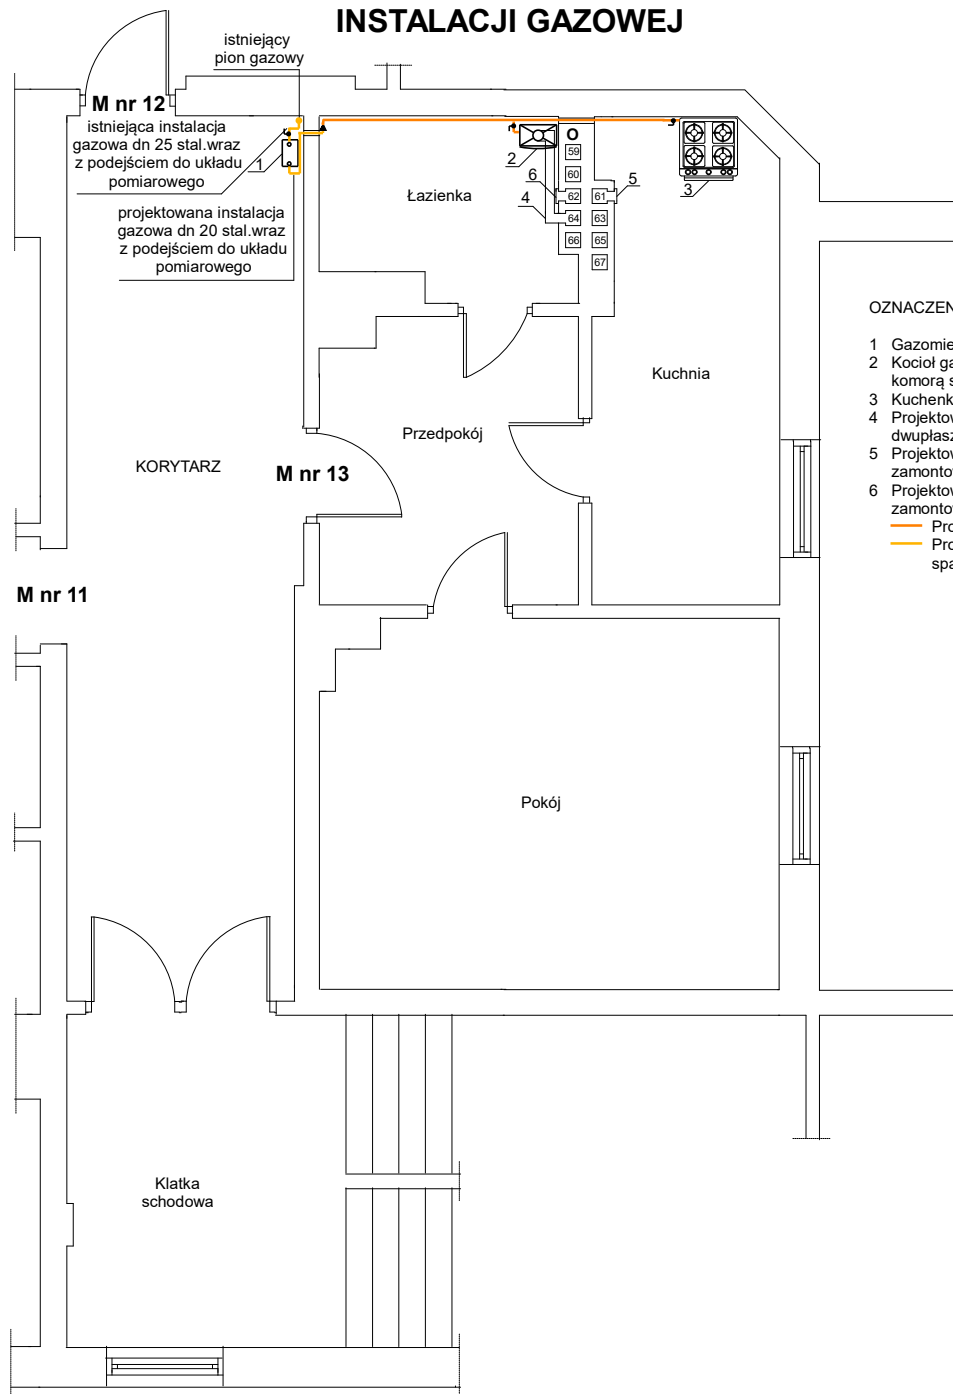 INSTALACJI GAZOWEJ
istniejący
pion gazowy
M nr 12
istniejąca instalacja
gazowa dn 25 stal.wraz
z podejściem do układu
pomiarowego
1
projektowana instalacja
gazowa dn 20 stal.wraz
z podejściem do układu
pomiarowego
Łazienka
2
6
4
O
59
60
62
64
66
61
63
65
67
5
3
Kuchnia
Przedpokój
KORYTARZ
M nr 13
M nr 11
Pokój
Klatka
schodowa
OZNACZEN
1 Gazomie
2 Kocioł ga
komorą s
3 Kuchenk
4 Projektow
dwupłasz
5 Projektow
zamontow
6 Projektow
zamontow
Pro
Pro
spa